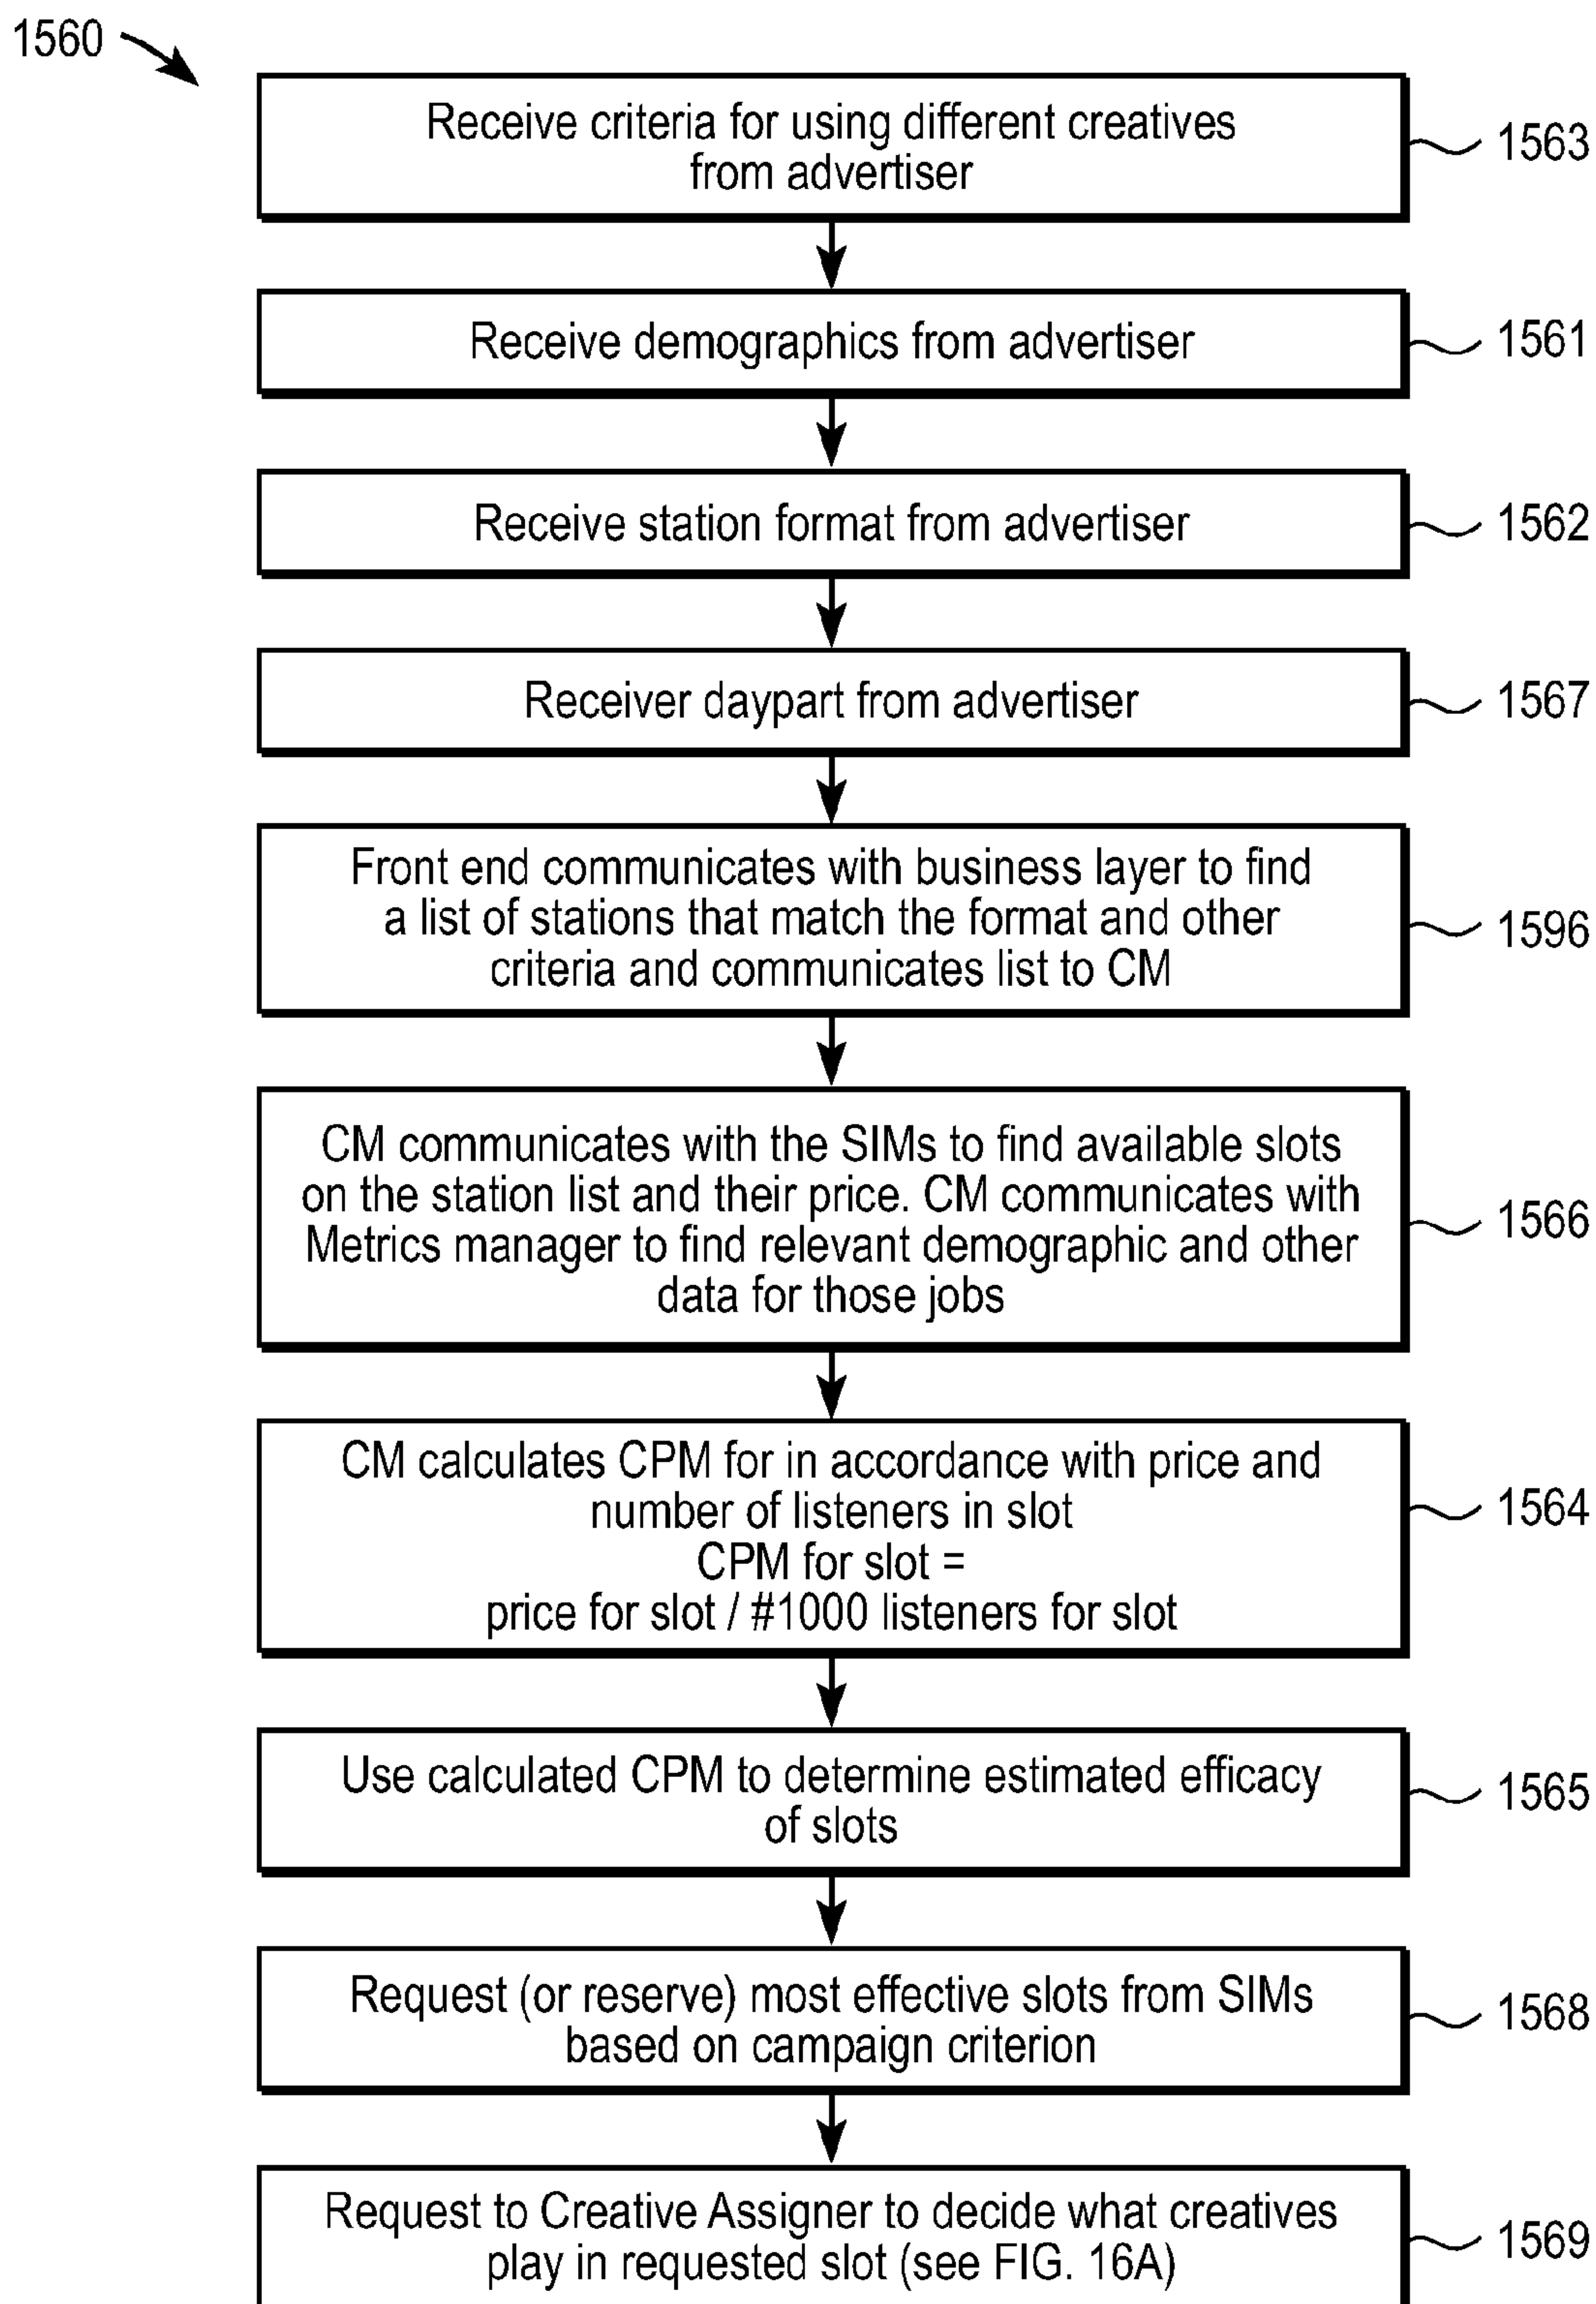 1560
Receive criteria for using different creatives
from advertiser
1563
Receive demographics from advertiser
1561
Receive station format from advertiser
1562
Receiver daypart from advertiser
1567
Front end communicates with business layer to find
a list of stations that match the format and other
criteria and communicates list to CM
1596
CM communicates with the SIMs to find available slots
on the station list and their price. CM communicates with
Metrics manager to find relevant demographic and other
data for those jobs
1566
CM calculates CPM for in accordance with price and
number of listeners in slot
CPM for slot =
price for slot / #1000 listeners for slot
1564
Use calculated CPM to determine estimated efficacy
of slots
1565
Request (or reserve) most effective slots from SIMs
based on campaign criterion
1568
Request to Creative Assigner to decide what creatives
play in requested slot (see FIG. 16A)
1569